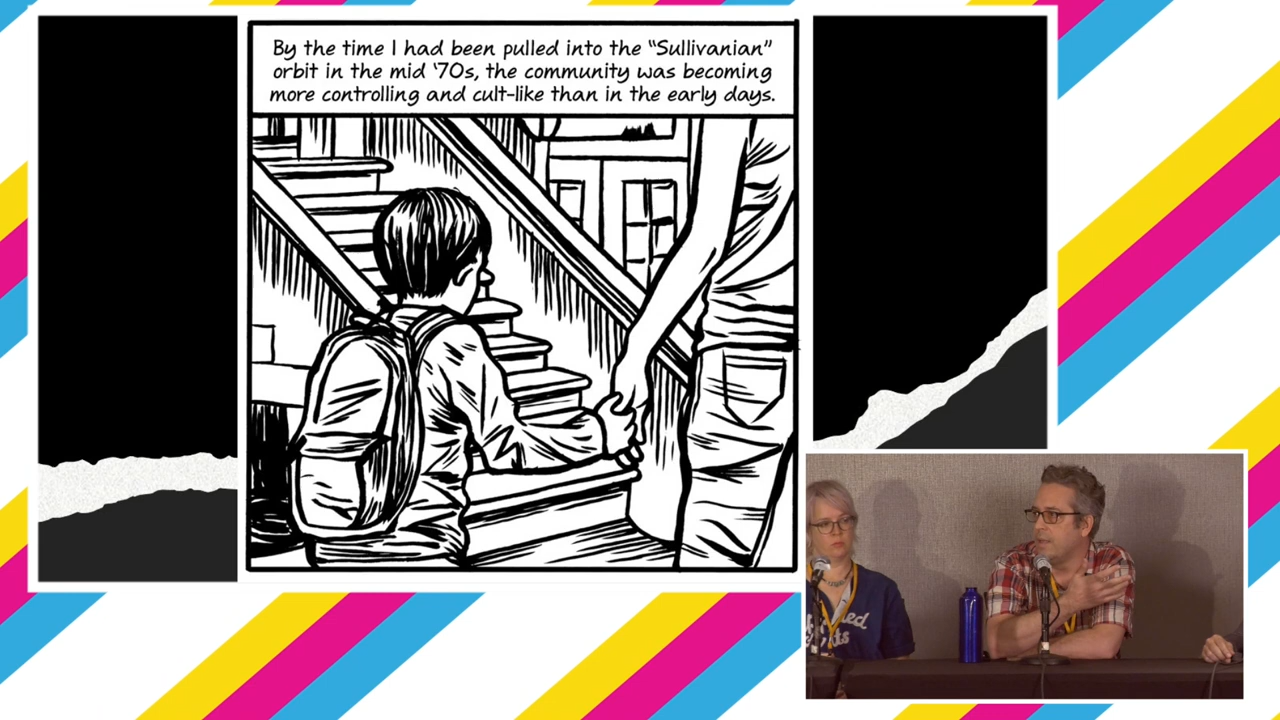 By the time I had been pulled into the “Sullivanian”
orbit in the mid ‘70s, the community was becoming
more controlling and cult-like than in the early days.